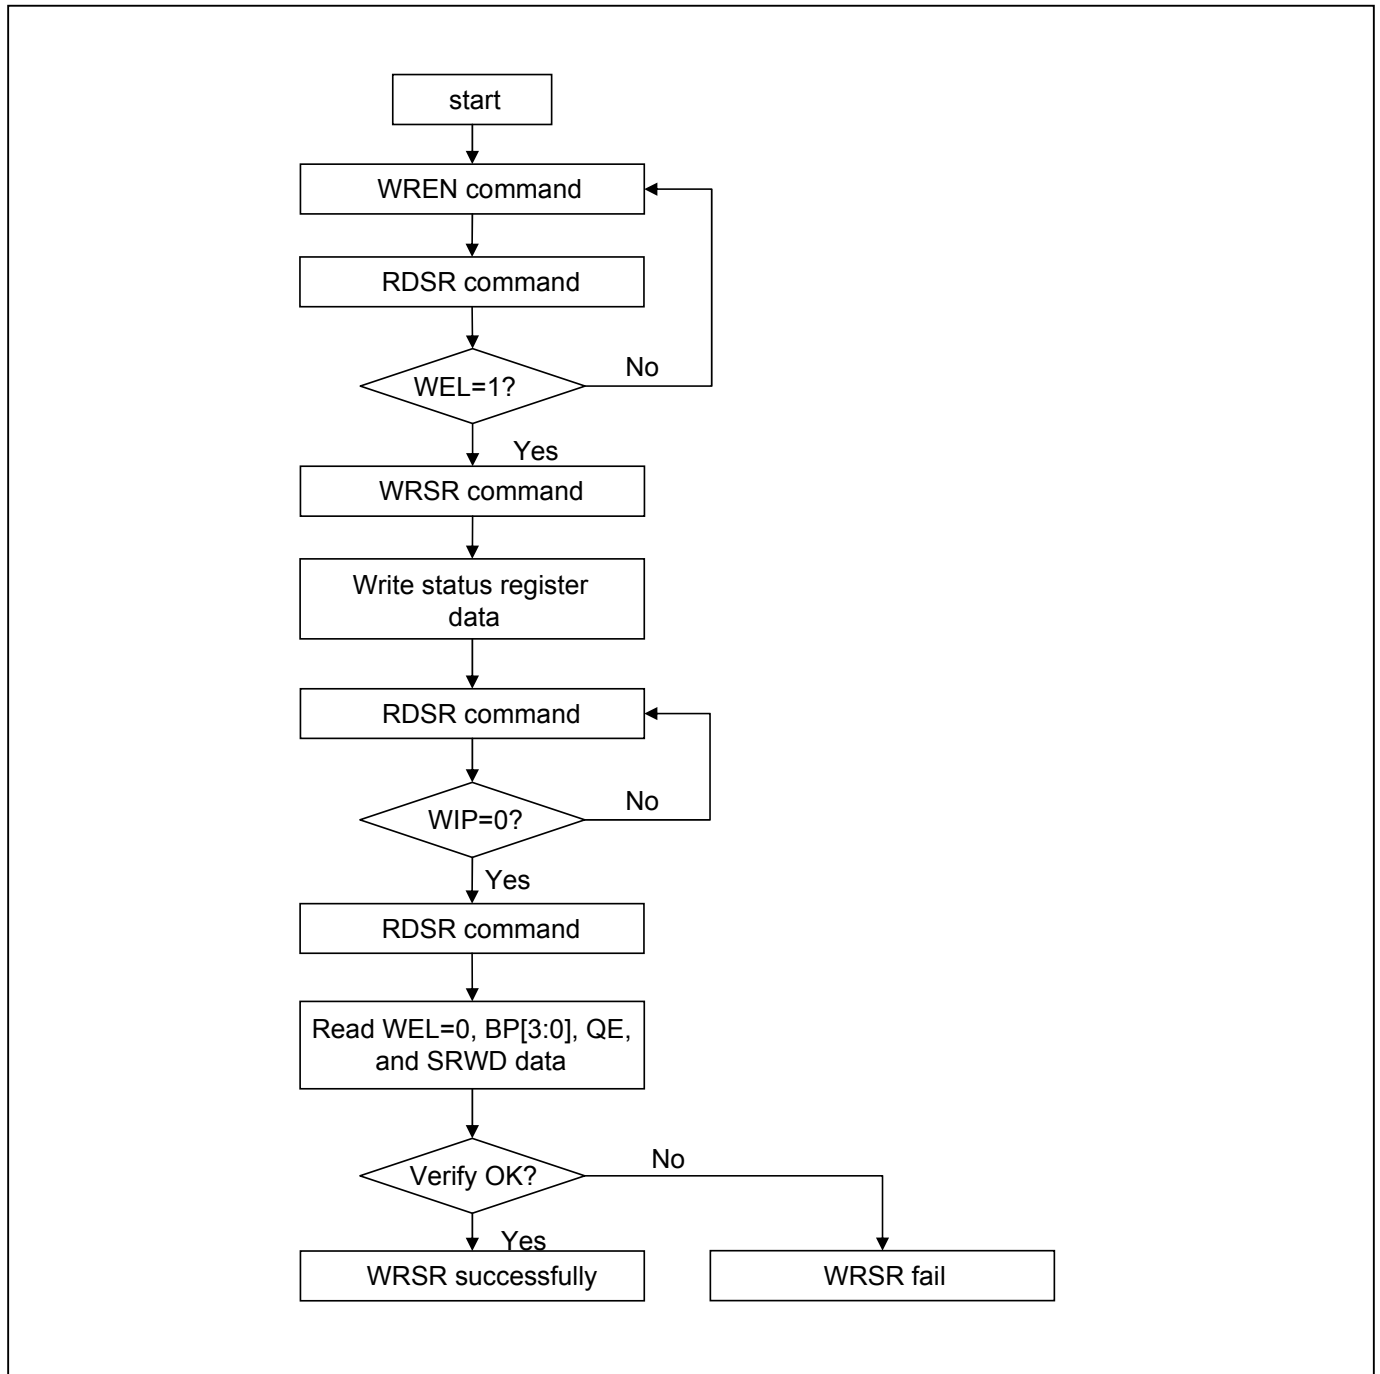 start
WREN command
RDSR command
WEL=1?
No
Yes
WRSR command
Write status register
data
RDSR command
WIP=0?
No
Yes
RDSR command
Read WEL=0, BP[3:0], QE,
and SRWD data
Verify OK?
No
Yes
WRSR successfully
WRSR fail